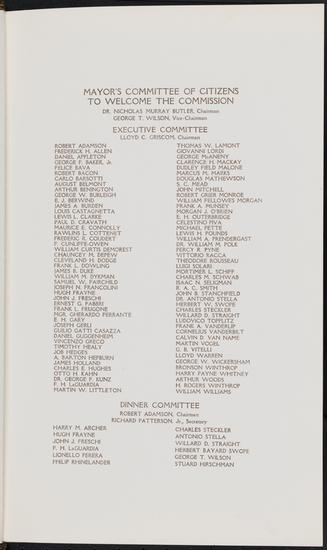 MAYOR'S COMMITTEE OF CITIZENS
TO WELCOME THE COMMISSION
DR. NICHOLAS MURRAY BUTLER, Chairman
GEORGE T. WILSON, Vice-Chairman
EXECUTIVE COMMITTEE
LLOYD C. GRISCOM, Chairman
ROBERT ADAMSON
FREDERICK H. ALLEN
DANIEL APPLETON
GEORGE F. BAKER, Jr.
FELICE BAVA
ROBERT BACON
CARLO BARSOTTI
AUGUST BELMONT
ARTHUR BENINGTON
GEORGE W. BURLEIGH
E. J. BERWIND
JAMES A. BURDEN
LOUIS CASTAGNETTA
LEWIS L. CLARKE
PAUL D. CRAVATH
MAURICE E. CONNOLLY
RAWLINS L. COTTENET
FREDERIC R. COUDERT
F. CUNLIFFE-OWEN
WILLIAM CURTIS DEMOREST
CHAUNCEY M. DEPEW
CLEVELAND H. DODGE
FRANK L. DOWLING
JAMES B. DUKE
WILLIAM M. DYKMAN
SAMUEL W. FAIRCHILD
JOSEPH N. FRANCOLINI
HUGH FRAYNE
JOHN J. FRESCHI
ERNEST G. FABBRI
FRANK C. FRUGONE
MGR. GHERARDO FERRANTE
E. H. GARY
JOSEPH GERLI
GIULIO GATTI CASAZZA
DANIEL GUGGENHEIM
VINCENZO GRECO
TIMOTHY HEALY
JOB HEDGES
A. BARTON HEPBURN
JAMES HOLLAND
CHARLES E. HUGHES
OTTO H. KAHN
DR. GEORGE F. KUNZ
F. H. LaGUARDIA
MARTIN W. LITTLETON
THOMAS W. LAMONT
GIOVANNI LORDI
GEORGE McANENY
CLARENCE H. MACKAY
DUDLEY FIELD MALONE
MARCUS M. MARKS
DOUGLAS MATHEWSON
S. C. MEAD
JOHN MITCHELL
ROBERT GRIER MONROE
WILLIAM FELLOWES MORGAN
FRANK A. MUNSEY
MORGAN J. O'BRIEN
E. H. OUTERBRIDGE
CELESTINO PIVA
MICHAEL PETTE
LEWIS H. POUNDS
WILLIAM A. PRENDERGAST
DR. WILLIAM M. POLK
PERCY R. PYNE
VITTORIO RACCA
THEODORE ROUSSEAU
LUIGI SOLARI
MORTIMER L. SCHIFF
CHARLES M. SCHWAB
ISAAC N. SELIGMAN
R. A. C. SMITH
JOHN B. STANCHFIELD
DR. ANTONIO STELLA
HERBERT W. SWOPE
CHARLES STECKLER
WILLARD D. STRAIGHT
LUDOVICO TOPPLITZ
FRANK A. VANDERLIP
CORNELIUS VANDERBILT
CALVIN D. VAN NAME
MARTIN VOGEL
G. B. VITELLI
LLOYD WARREN
GEORGE W. WICKERSHAM
BRONSON WINTHROP
HARRY PAYNE WHITNEY
ARTHUR WOODS
H. ROGERS WINTHROP
WILLIAM WILLIAMS
DINNER COMMITTEE
ROBERT ADAMSON, Chairman
RICHARD PATTERSON, Jr., Secretary
HARRY M. ARCHER
HUGH FRAYNE
JOHN J. FRESCHI
F. H. LaGUARDIA
LIONELLO PERERA
PHILIP RHINELANDER
CHARLES STECKLER
ANTONIO STELLA
WILLARD D. STRAIGHT
HERBERT BAYARD SWOPE
GEORGE T. WILSON
STUARD HIRSCHMAN